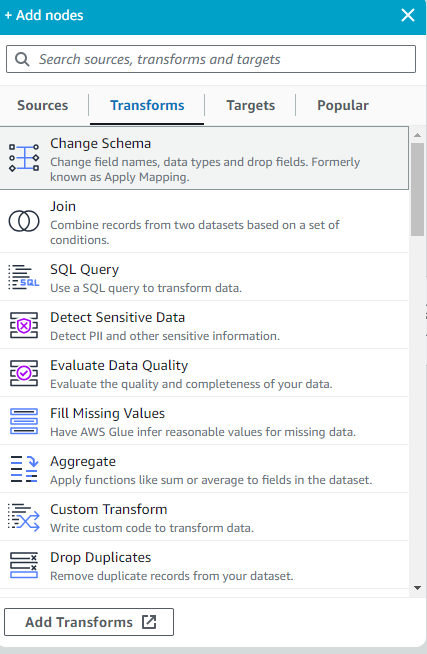 + Add nodes
Search sources, transforms and targets
Sources Transforms Targets Popular
Change Schema
Change field names, data types and drop fields. Formerly
known as Apply Mapping.
Join
Combine records from two datasets based on a set of
conditions.
SQL Query
SQL
Use a SQL query to transform data.
Detect Sensitive Data
Detect PII and other sensitive information.
Evaluate Data Quality
Evaluate the quality and completeness of your data.
Fill Missing Values
Have AWS Glue infer reasonable values for missing data.
Aggregate
Apply functions like sum or average to fields in the dataset.
Custom Transform
Write custom code to transform data.
Drop Duplicates
Remove duplicate records from your dataset.
Add Transforms